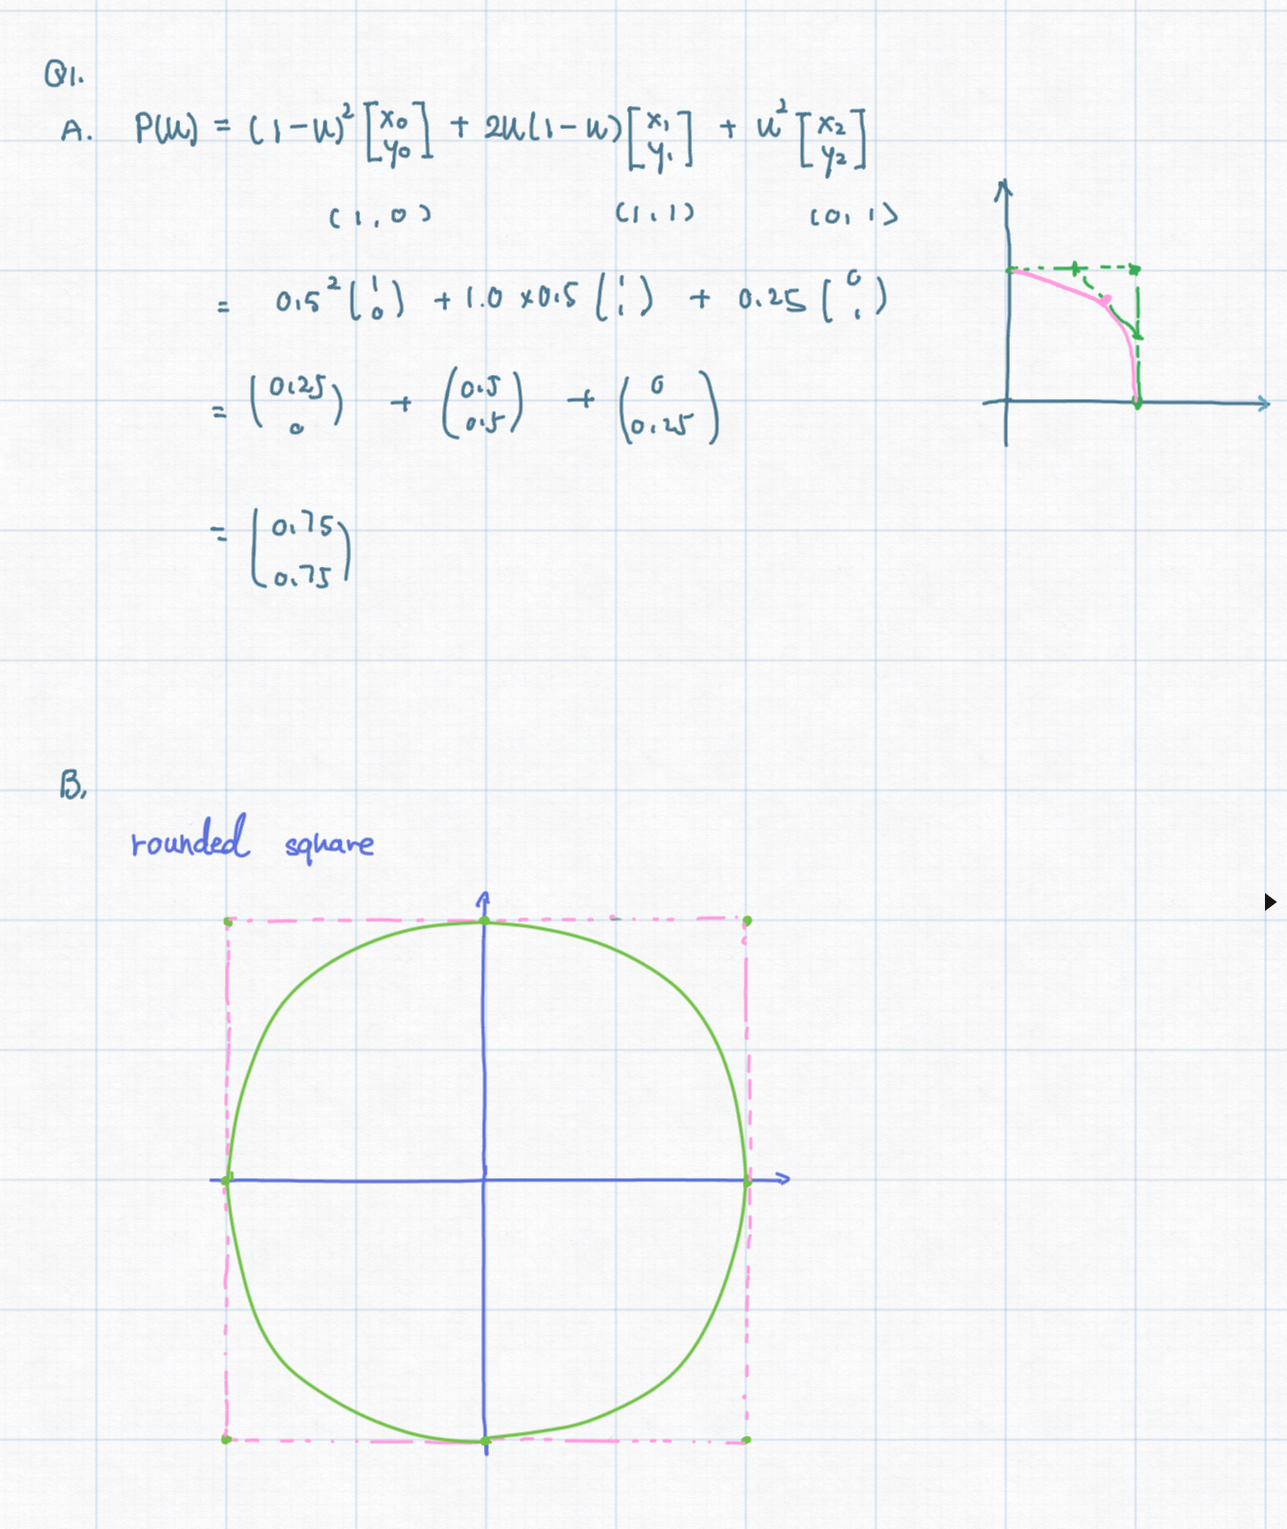 Q1.
A. P(u) = (1-u)² [x₀ y₀] + 2u(1-u) [x₁ y₁] + u² [x₂ y₂]
(1,0) (1,1) (0,1)
= 0.5² (1 0) + 1.0 × 0.5 (1 1) + 0.25 (0 1)
= (0.25 0) + (0.5 0.5) + (0 0.25)
= (0.75 0.75)
B.
rounded square